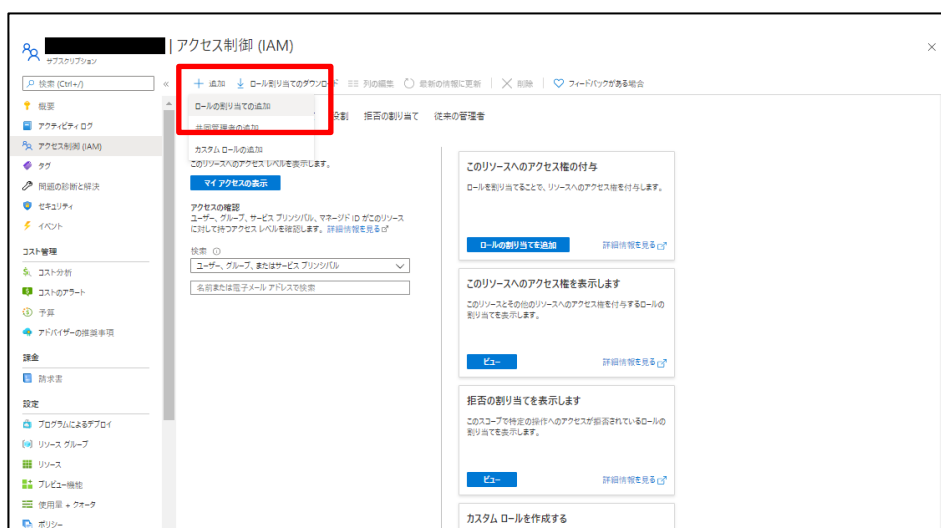 | アクセス制御 (IAM)
サブスクリプション
検索 (Ctrl+/)
概要
アクティビティ ログ
アクセス制御 (IAM)
タグ
問題の診断と解決
セキュリティ
イベント
コスト管理
コスト分析
コストのアラート
予算
アドバイザーの推奨事項
課金
請求書
設定
プログラムによるデプロイ
リソース グループ
リソース
プレビュー機能
使用量 + クォータ
ポリシー
追加 ロール割り当てのダウンロード 列の編集 最新の情報に更新 削除 フィードバックがある場合
ロールの割り当ての追加
共同管理者の追加
カスタム ロールの追加
役割 拒否の割り当て 従来の管理者
このリソースへのアクセス レベルを表示します。
マイ アクセスの表示
アクセスの確認
ユーザー、グループ、サービス プリンシパル、マネージド ID がこのリソース
に対して持つアクセス レベルを確認します。 詳細情報を見る
検索
ユーザー、グループ、またはサービス プリンシパル
名前または電子メール アドレスで検索
このリソースへのアクセス権の付与
ロールを割り当てることで、リソースへのアクセス権を付与します。
ロールの割り当てを追加 詳細情報を見る
このリソースへのアクセス権を表示します
このリソースとその他のリソースへのアクセス権を付与するロールの
割り当てを表示します。
ビュー 詳細情報を見る
拒否の割り当てを表示します
このスコープで特定の操作へのアクセスが拒否されているロールの
割り当てを表示します。
ビュー 詳細情報を見る
カスタム ロールを作成する